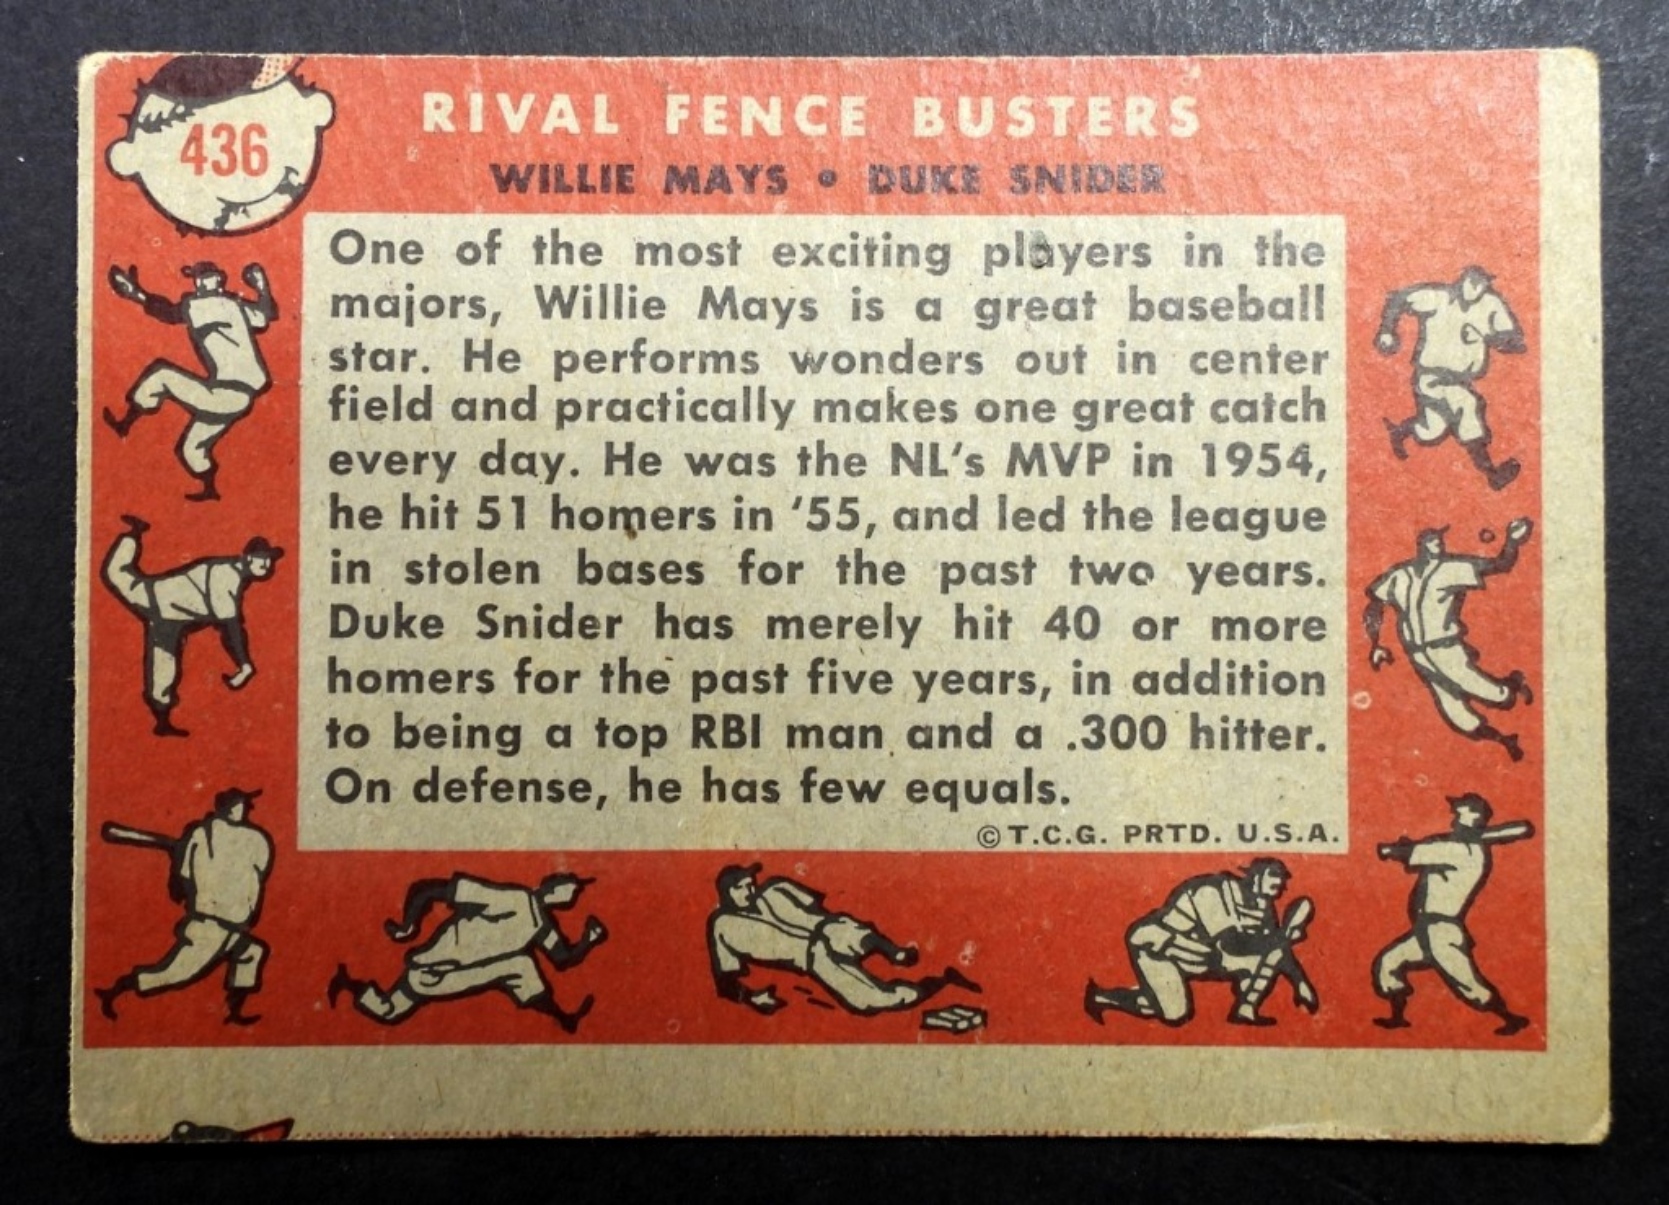 436
RIVAL FENCE BUSTERS
WILLIE MAYS • DUKE SNIDER
One of the most exciting players in the
majors, Willie Mays is a great baseball
star. He performs wonders out in center
field and practically makes one great catch
every day. He was the NL's MVP in 1954,
he hit 51 homers in '55, and led the league
in stolen bases for the past two years.
Duke Snider has merely hit 40 or more
homers for the past five years, in addition
to being a top RBI man and a .300 hitter.
On defense, he has few equals.
© T.C.G. PRTD. U.S.A.